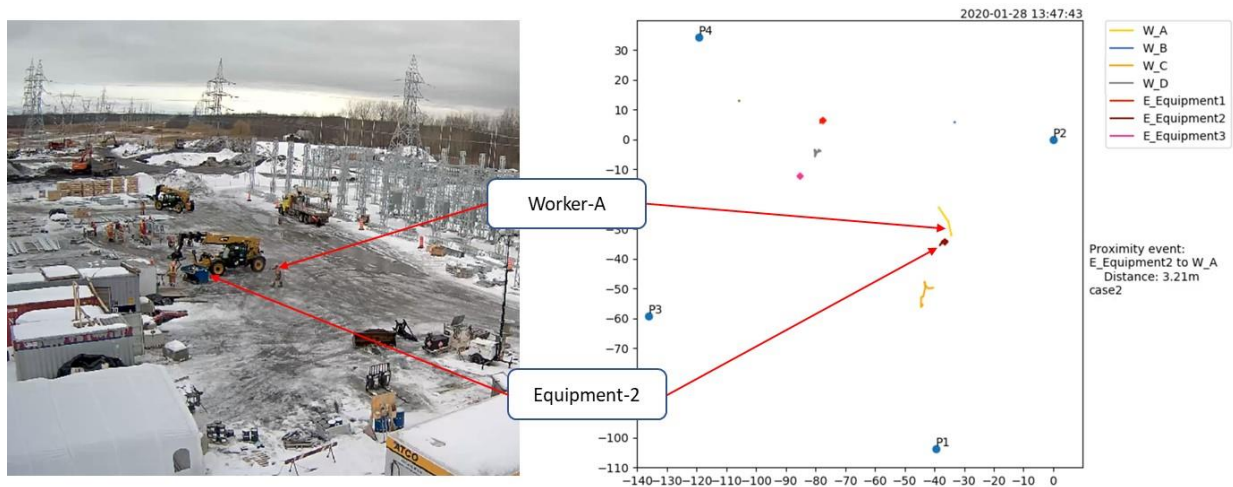 2020-01-28 13:47:43
W_A
W_B
W_C
W_D
E_Equipment1
E_Equipment2
E_Equipment3
P4
P2
P3
P1
Worker-A
Equipment-2
Proximity event:
E_Equipment2 to W_A
Distance: 3.21m
case2
ATCO
30
20
10
0
−10
−20
−30
−40
−50
−60
−70
−100
−110
−140−130−120−110−100 −90 −80 −70 −60 −50 −40 −30 −20 −10 0